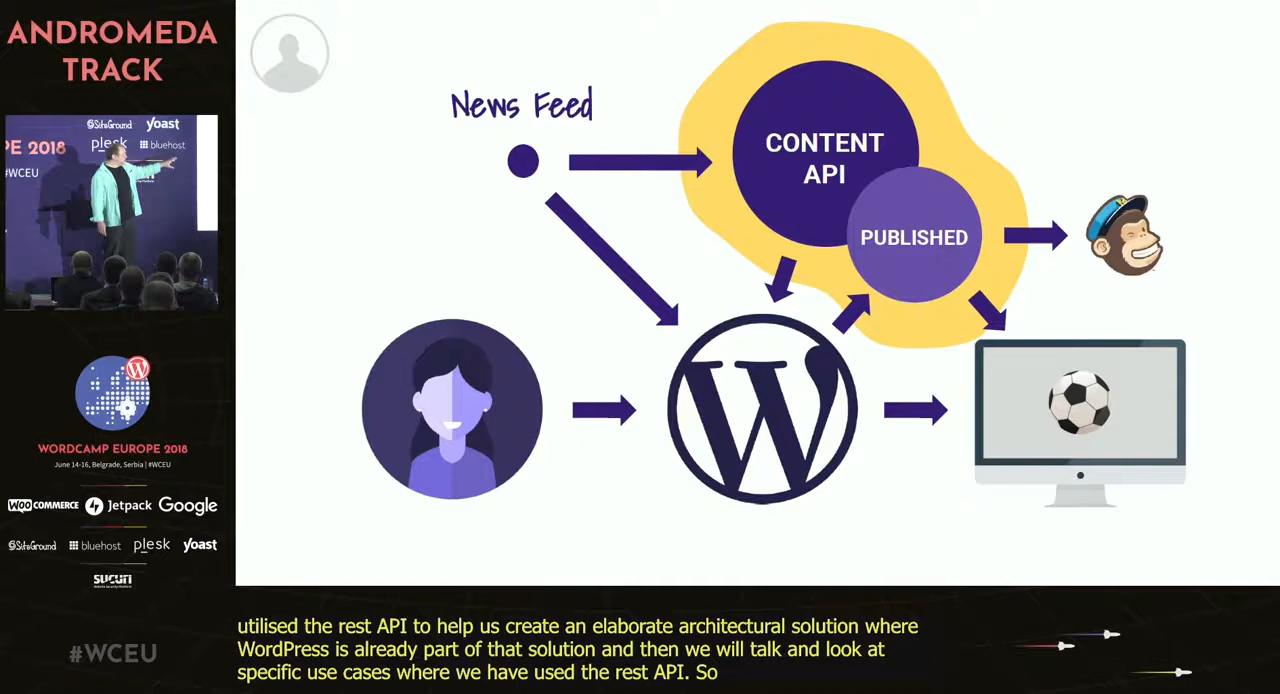 ANDROMEDA
TRACK
SiteGround
yoast
PE 2018
plesk
bluehost
#WCEU
WORDCAMP EUROPE 2018
June 14-16, Belgrade, Serbia | #WCEU
WOO COMMERCE
Jetpack
Google
SiteGround
bluehost
plesk
yoast
SUCURI
#WCEU
News Feed
CONTENT
API
PUBLISHED
utilised the rest API to help us create an elaborate architectural solution where
WordPress is already part of that solution and then we will talk and look at
specific use cases where we have used the rest API. So